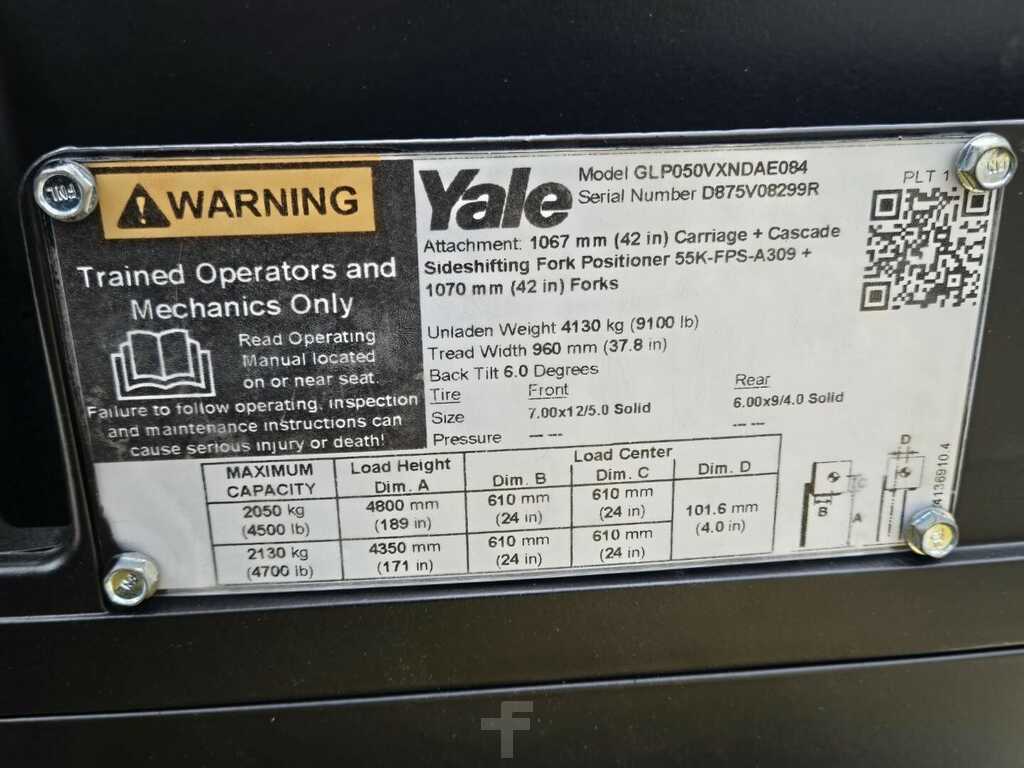 WARNING
Trained Operators and
Mechanics Only
Read Operating
Manual located
on or near seat.
Failure to follow operating, inspection
and maintenance instructions can
cause serious injury or death!
Yale
Model GLP050VXNDAE084
Serial Number D875V08299R
PLT 1
Attachment: 1067 mm (42 in) Carriage + Cascade
Sideshifting Fork Positioner 55K-FPS-A309 +
1070 mm (42 in) Forks
Unladen Weight 4130 kg (9100 lb)
Tread Width 960 mm (37.8 in)
Back Tilt 6.0 Degrees
Tire Front Rear
Size 7.00x12/5.0 Solid 6.00x9/4.0 Solid
Pressure --- --- --- ---
MAXIMUM CAPACITY Load Height Dim. A Load Center Dim. B Dim. C Dim. D
2050 kg 4800 mm 610 mm 610 mm 101.6 mm
(4500 lb) (189 in) (24 in) (24 in) (4.0 in)
2130 kg 4350 mm 610 mm 610 mm
(4700 lb) (171 in) (24 in) (24 in)
B
C
A
D
4136910.4